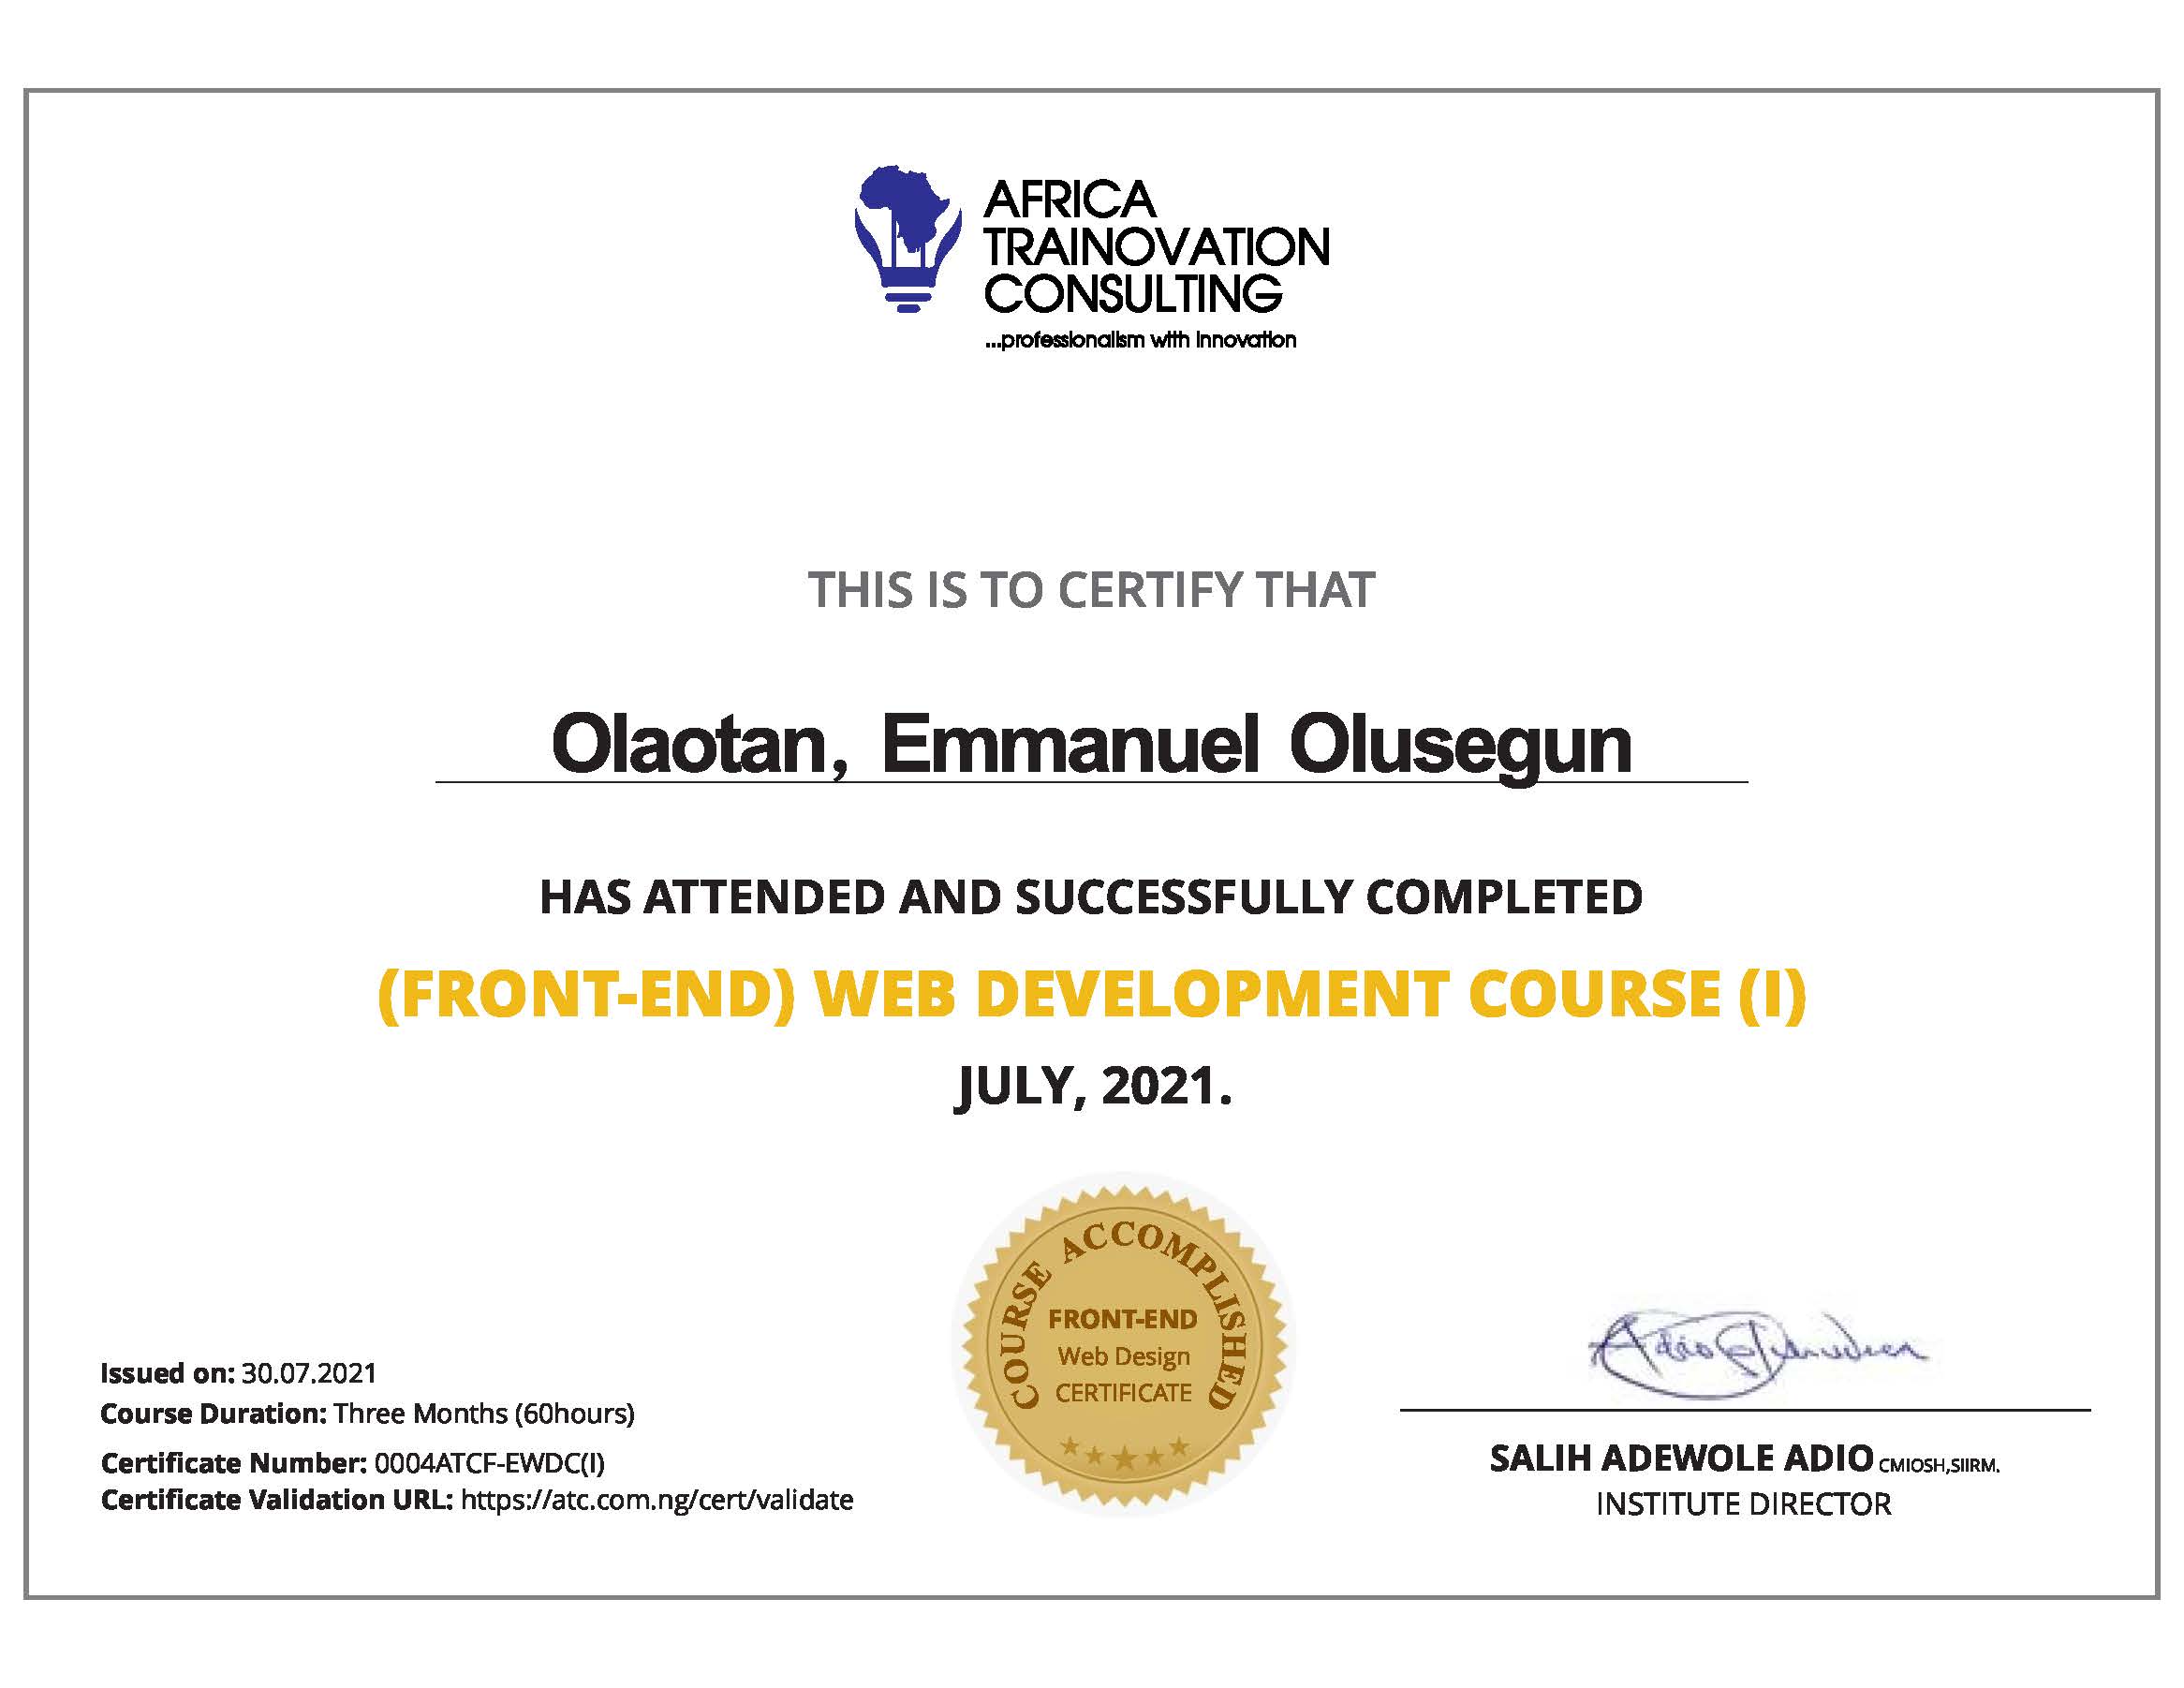 AFRICA
TRAINOVATION
CONSULTING
...professionalism with innovation
THIS IS TO CERTIFY THAT
Olaotan, Emmanuel Olusegun
HAS ATTENDED AND SUCCESSFULLY COMPLETED
(FRONT-END) WEB DEVELOPMENT COURSE (I)
JULY, 2021.
COURSE ACCOMPLISHED
FRONT-END
Web Design
CERTIFICATE
Issued on: 30.07.2021
Course Duration: Three Months (60hours)
Certificate Number: 0004ATCF-EWDC(I)
Certificate Validation URL: https://atc.com.ng/cert/validate
SALIH ADEWOLE ADIO CMIOSH,SIIRM.
INSTITUTE DIRECTOR